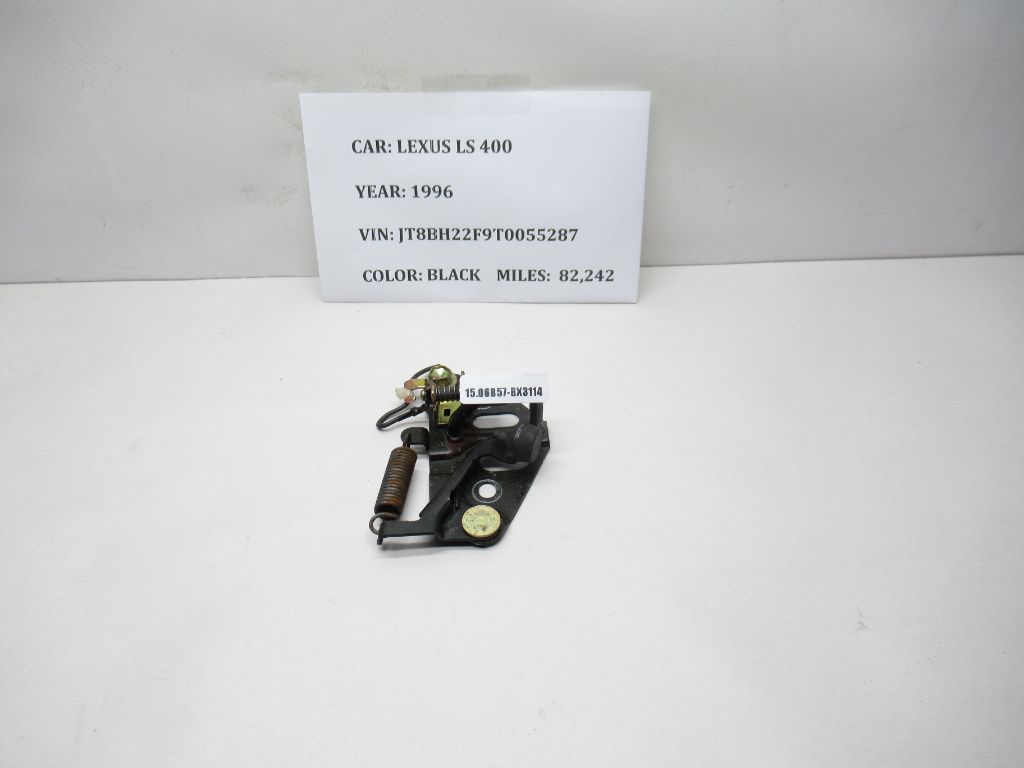 CAR: LEXUS LS 400
YEAR: 1996
VIN: JT8BH22F9T0055287
COLOR: BLACK MILES: 82,242
15.06B57-BX3114